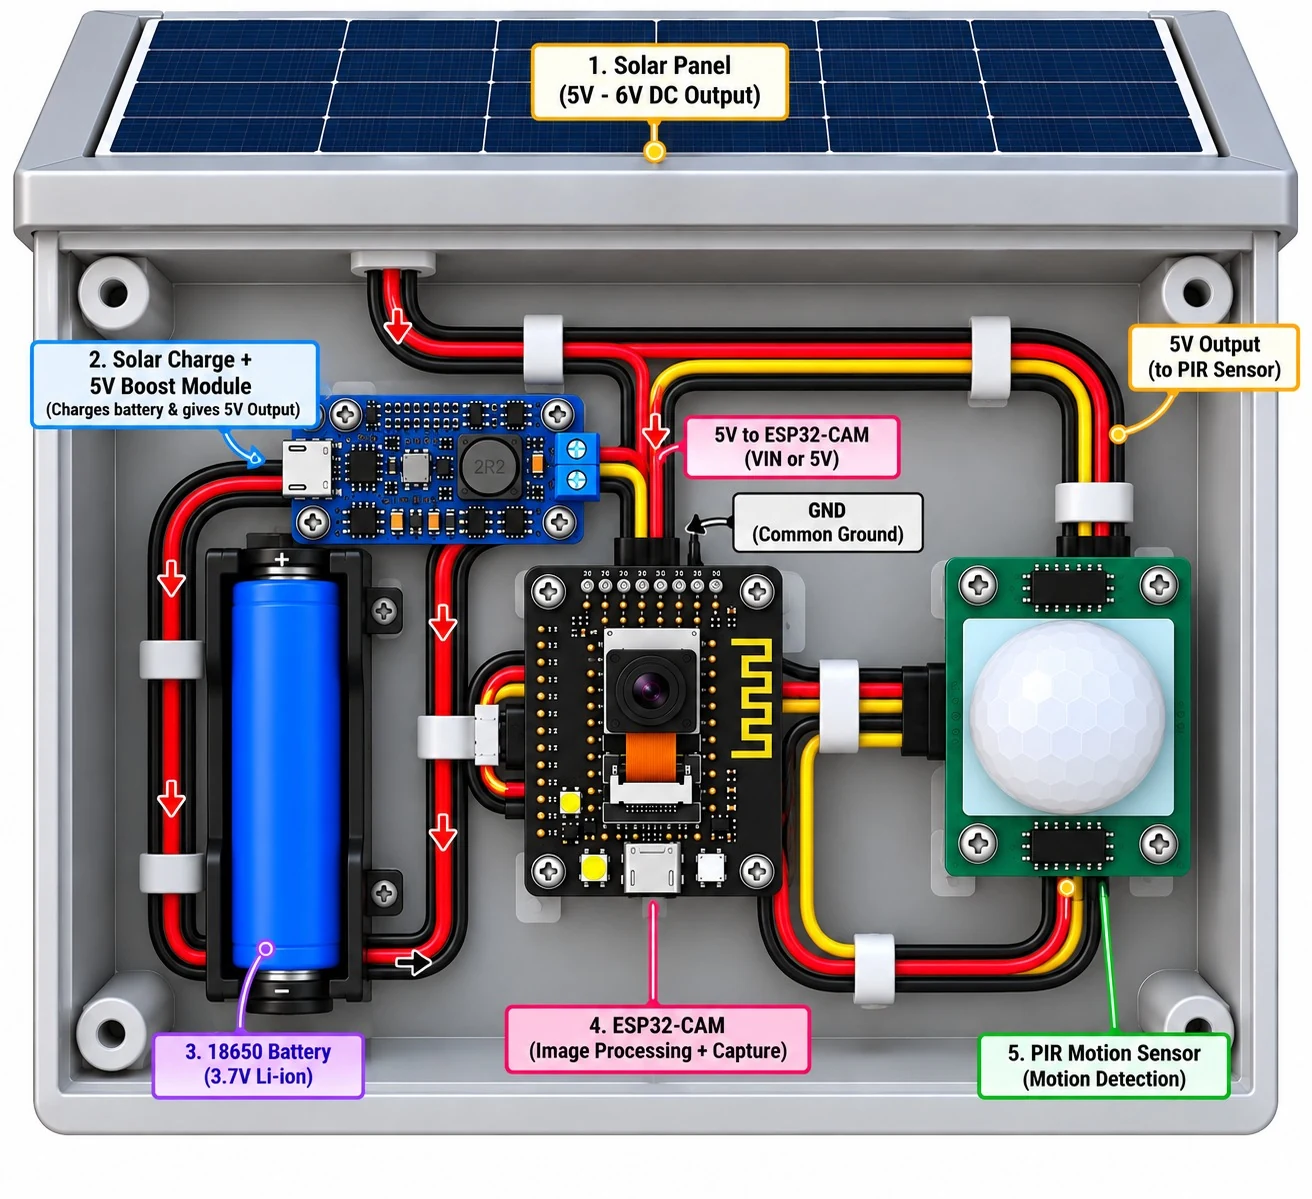 1. Solar Panel
(5V - 6V DC Output)
2. Solar Charge +
5V Boost Module
(Charges battery & gives 5V Output)
5V Output
(to PIR Sensor)
5V to ESP32-CAM
(VIN or 5V)
GND
(Common Ground)
2R2
+
-
3. 18650 Battery
(3.7V Li-ion)
4. ESP32-CAM
(Image Processing + Capture)
5. PIR Motion Sensor
(Motion Detection)